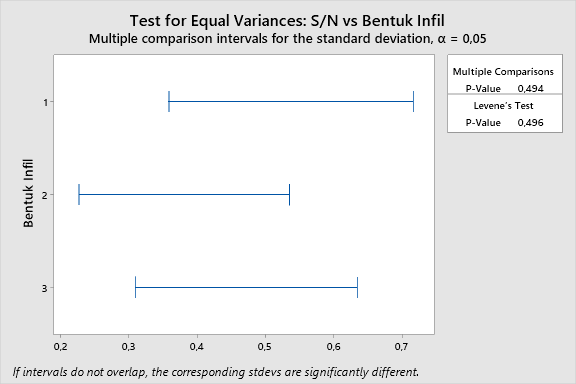 Test for Equal Variances: S/N vs Bentuk Infil
Multiple comparison intervals for the standard deviation, α = 0,05
Multiple Comparisons
P-Value 0,494
Levene's Test
P-Value 0,496
Bentuk Infil
1
2
3
0,2 0,3 0,4 0,5 0,6 0,7
If intervals do not overlap, the corresponding stdevs are significantly different.